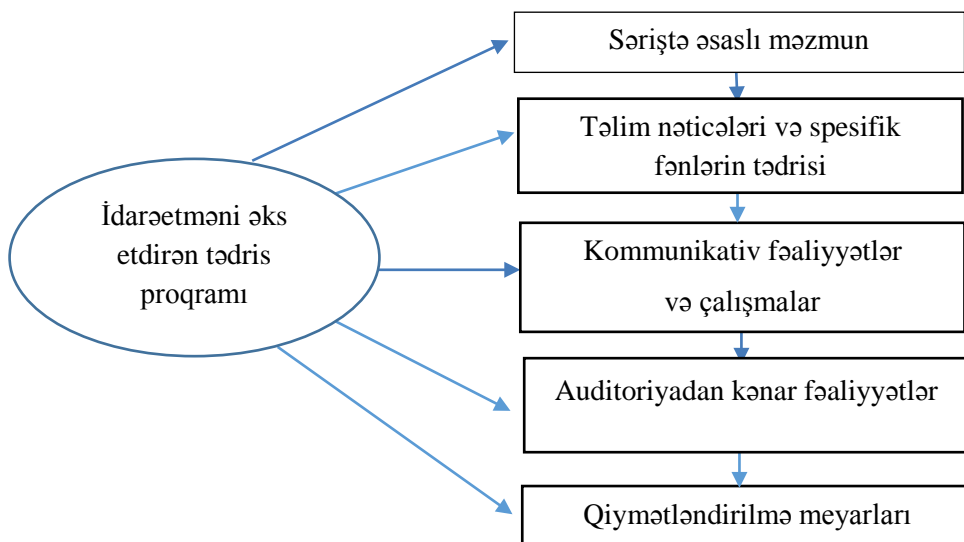 Səriştə əsaslı məzmun
Təlim nəticələri və spesifik
fənlərin tədrisi
İdarəetməni əks
etdirən tədris
proqramı
Kommunikativ fəaliyyətlər
və çalışmalar
Auditoriyadan kənar fəaliyyətlər
Qiymətləndirilmə meyarları